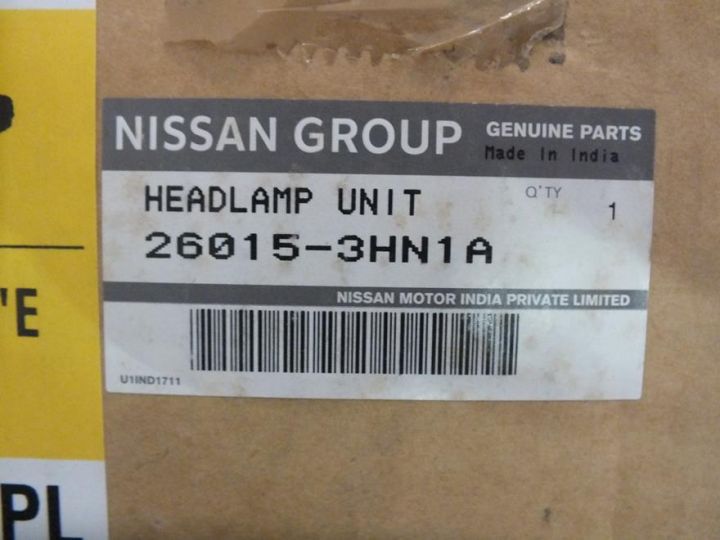 NISSAN GROUP GENUINE PARTS
Made In India
HEADLAMP UNIT Q'TY 1
26015-3HN1A
NISSAN MOTOR INDIA PRIVATE LIMITED
U1IND1711
'E
PL